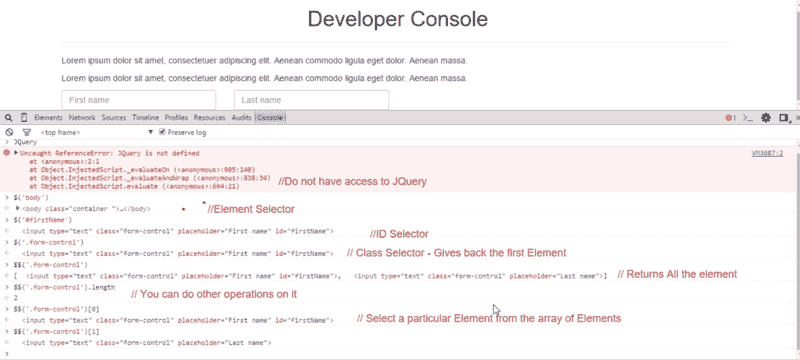 Developer Console
Lorem ipsum dolor sit amet, consectetuer adipiscing elit. Aenean commodo ligula eget dolor. Aenean massa.
Lorem ipsum dolor sit amet, consectetuer adipiscing elit. Aenean commodo ligula eget dolor. Aenean massa.
First name Last name
Elements Network Sources Timeline Profiles Resources Audits Console 1
<top frame> Preserve log
> JQuery
Uncaught ReferenceError: JQuery is not defined VM13087:2
at <anonymous>:2:1
at Object.InjectedScript._evaluateOn (<anonymous>:905:140)
at Object.InjectedScript._evaluateAndWrap (<anonymous>:838:34)
at Object.InjectedScript.evaluate (<anonymous>:694:21) //Do not have access to JQuery
> $('body')
<body class="container ">…</body> //Element Selector
> $('#firstName')
<input type="text" class="form-control" placeholder="First name" id="firstName"> //ID Selector
> $('.form-control')
<input type="text" class="form-control" placeholder="First name" id="firstName"> // Class Selector - Gives back the first Element
> $$('.form-control')
[ <input type="text" class="form-control" placeholder="First name" id="firstName">, <input type="text" class="form-control" placeholder="Last name">] // Returns All the element
> $$('.form-control').length
2 // You can do other operations on it
> $$('.form-control')[0]
<input type="text" class="form-control" placeholder="First name" id="firstName"> // Select a particular Element from the array of Elements
> $$('.form-control')[1]
<input type="text" class="form-control" placeholder="Last name">
>